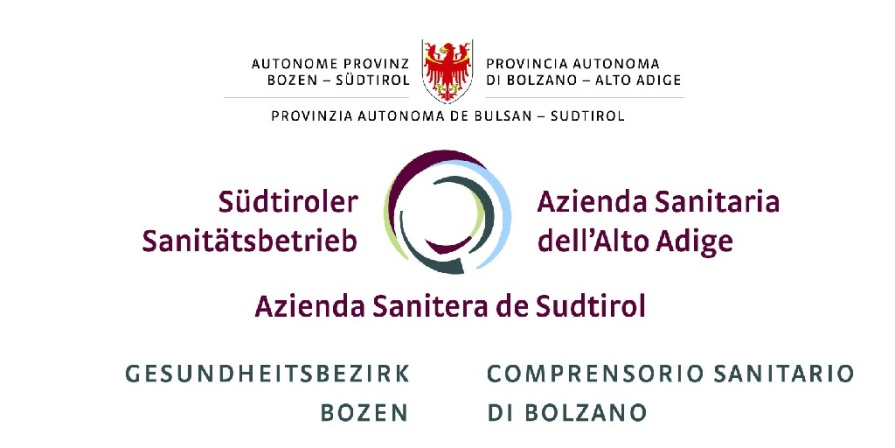 AUTONOME PROVINZ
BOZEN – SÜDTIROL
PROVINCIA AUTONOMA
DI BOLZANO – ALTO ADIGE
PROVINZIA AUTONOMA DE BULSAN – SUDTIROL
Südtiroler
Sanitätsbetrieb
Azienda Sanitaria
dell'Alto Adige
Azienda Sanitera de Sudtirol
GESUNDHEITSBEZIRK
BOZEN
COMPRENSORIO SANITARIO
DI BOLZANO